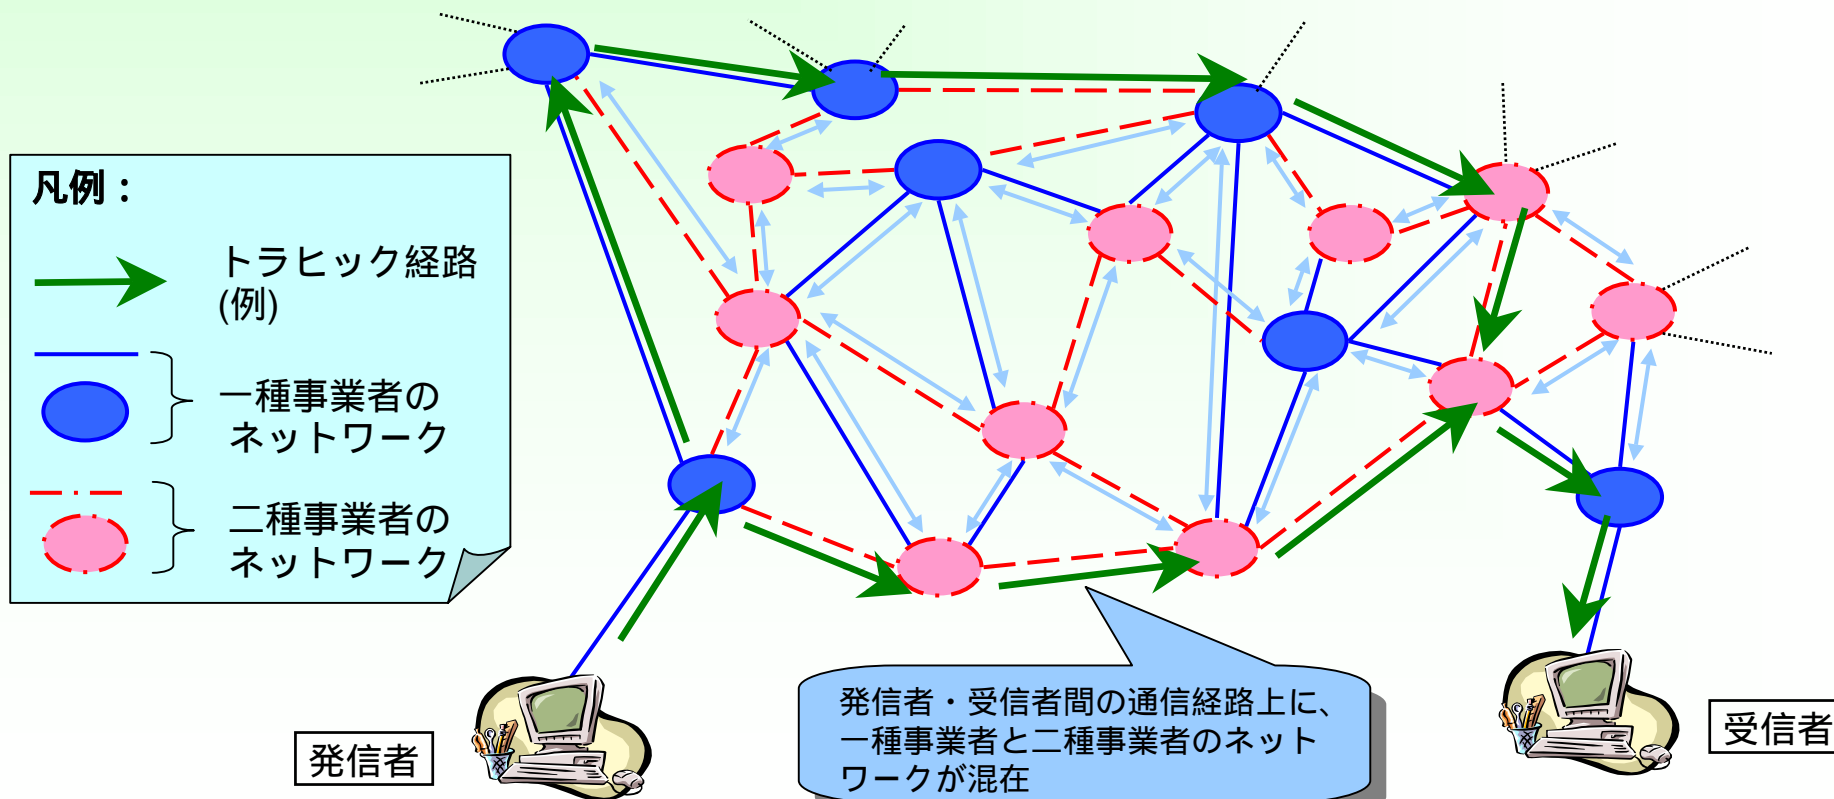 凡例：
トラヒック経路
(例)
一種事業者の
ネットワーク
二種事業者の
ネットワーク
発信者・受信者間の通信経路上に、
一種事業者と二種事業者のネット
ワークが混在
発信者
受信者